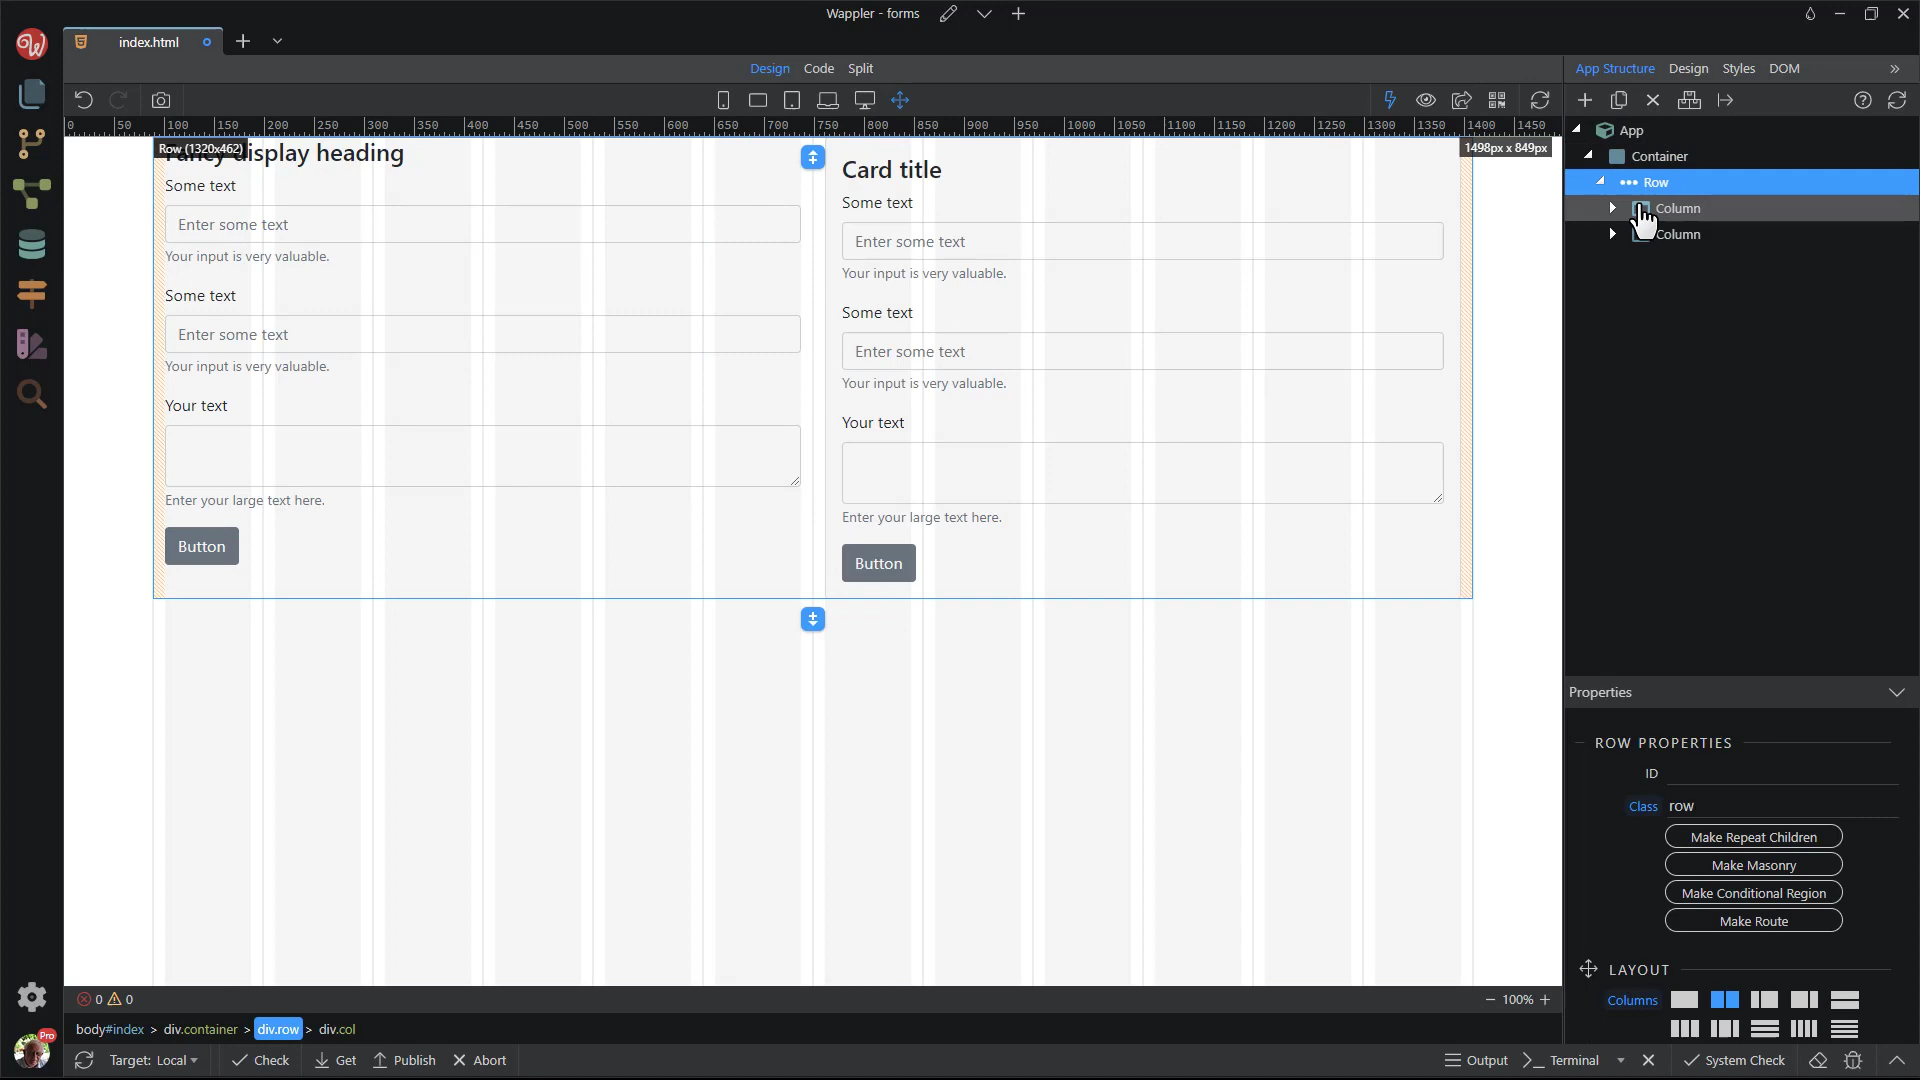 Wappler - forms
index.html
Design Code Split
App Structure Design Styles DOM
0 50 100 150 200 250 300 350 400 450 500 550 600 650 700 750 800 850 900 950 1000 1050 1100 1150 1200 1250 1300 1350 1400 1450
Row (1320x462)
1498px x 849px
Fancy display heading
Some text
Enter some text
Your input is very valuable.
Some text
Enter some text
Your input is very valuable.
Your text
Enter your large text here.
Button
Card title
Some text
Enter some text
Your input is very valuable.
Some text
Enter some text
Your input is very valuable.
Your text
Enter your large text here.
Button
App
Container
Row
Column
Column
Properties
ROW PROPERTIES
ID
Class row
Make Repeat Children
Make Masonry
Make Conditional Region
Make Route
LAYOUT
Columns
0 0
100%
body#index > div.container > div.row > div.col
Pro
Target: Local Check Get Publish Abort
Output Terminal System Check